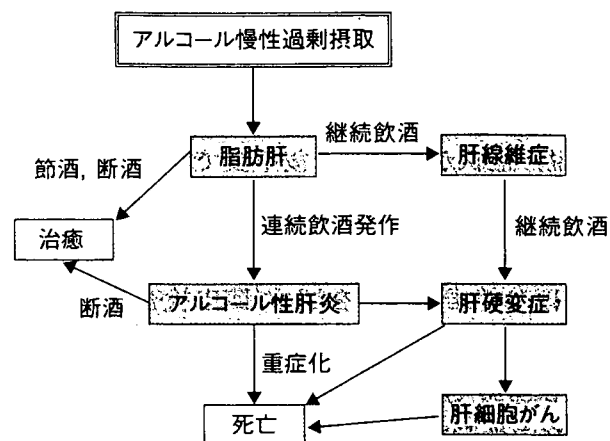 アルコール慢性過剰摂取
継続飲酒
脂肪肝
肝線維症
節酒, 断酒
連続飲酒発作
継続飲酒
治癒
断酒
アルコール性肝炎
肝硬変症
重症化
肝細胞がん
死亡